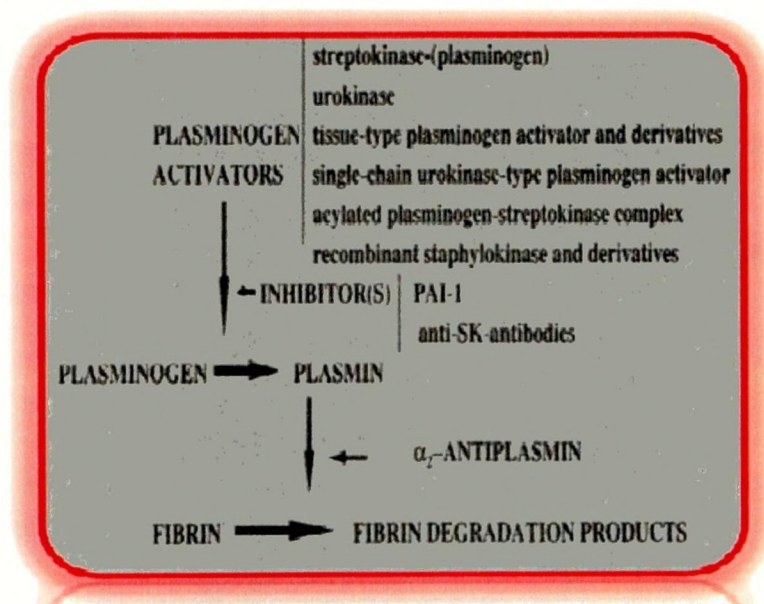 streptokinase-(plasminogen)
urokinase
PLASMINOGEN tissue-type plasminogen activator and derivatives
ACTIVATORS single-chain urokinase-type plasminogen activator
acylated plasminogen-streptokinase complex
recombinant staphylokinase and derivatives
INHIBITOR(S) PAI-1
anti-SK-antibodies
PLASMINOGEN PLASMIN
α₂-ANTIPLASMIN
FIBRIN FIBRIN DEGRADATION PRODUCTS